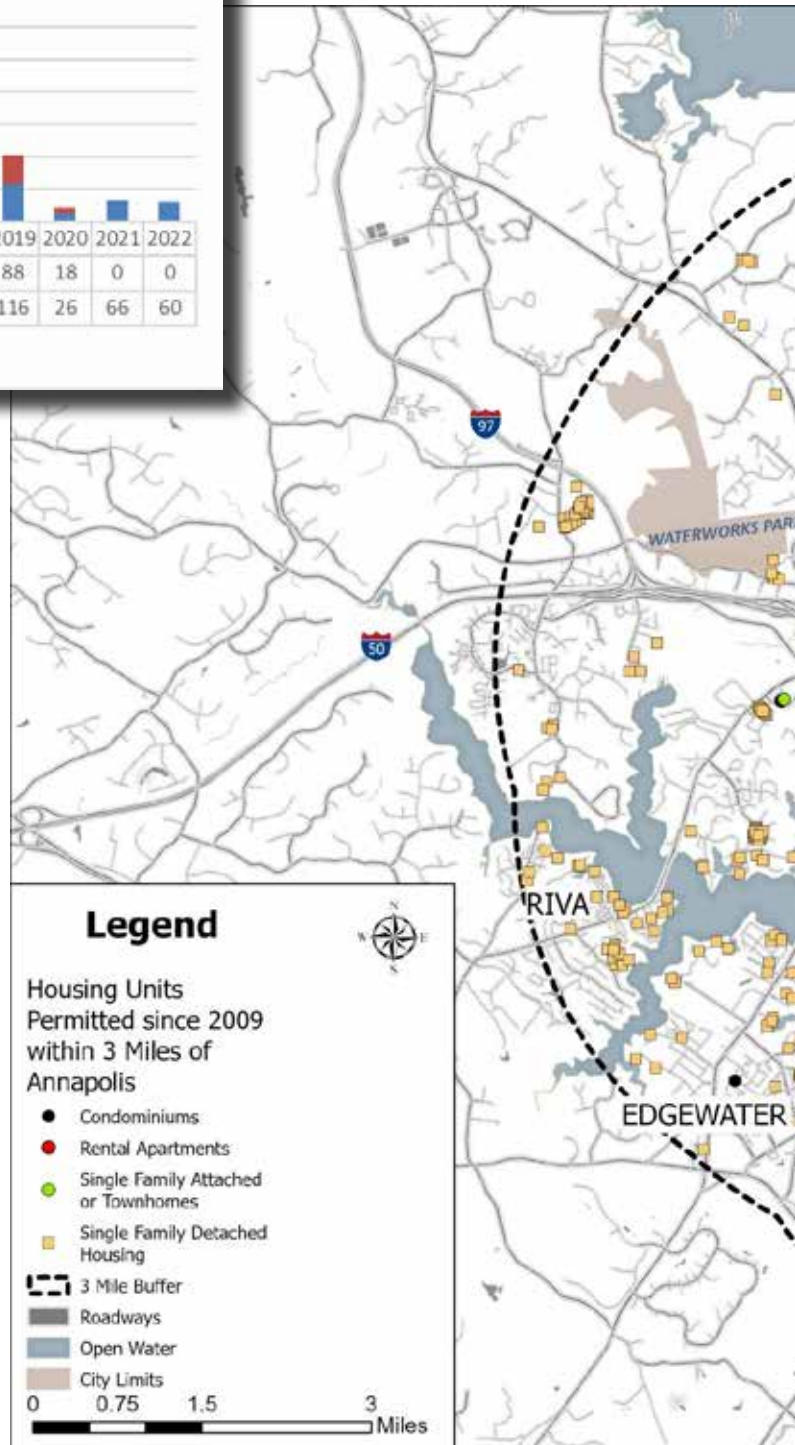 2019 2020 2021 2022
88 18 0 0
116 26 66 60
97
WATERWORKS PAR
50
RIVA
EDGEWATER
Legend
N
W E
S
Housing Units
Permitted since 2009
within 3 Miles of
Annapolis
Condominiums
Rental Apartments
Single Family Attached
or Townhomes
Single Family Detached
Housing
3 Mile Buffer
Roadways
Open Water
City Limits
0 0.75 1.5 3
Miles